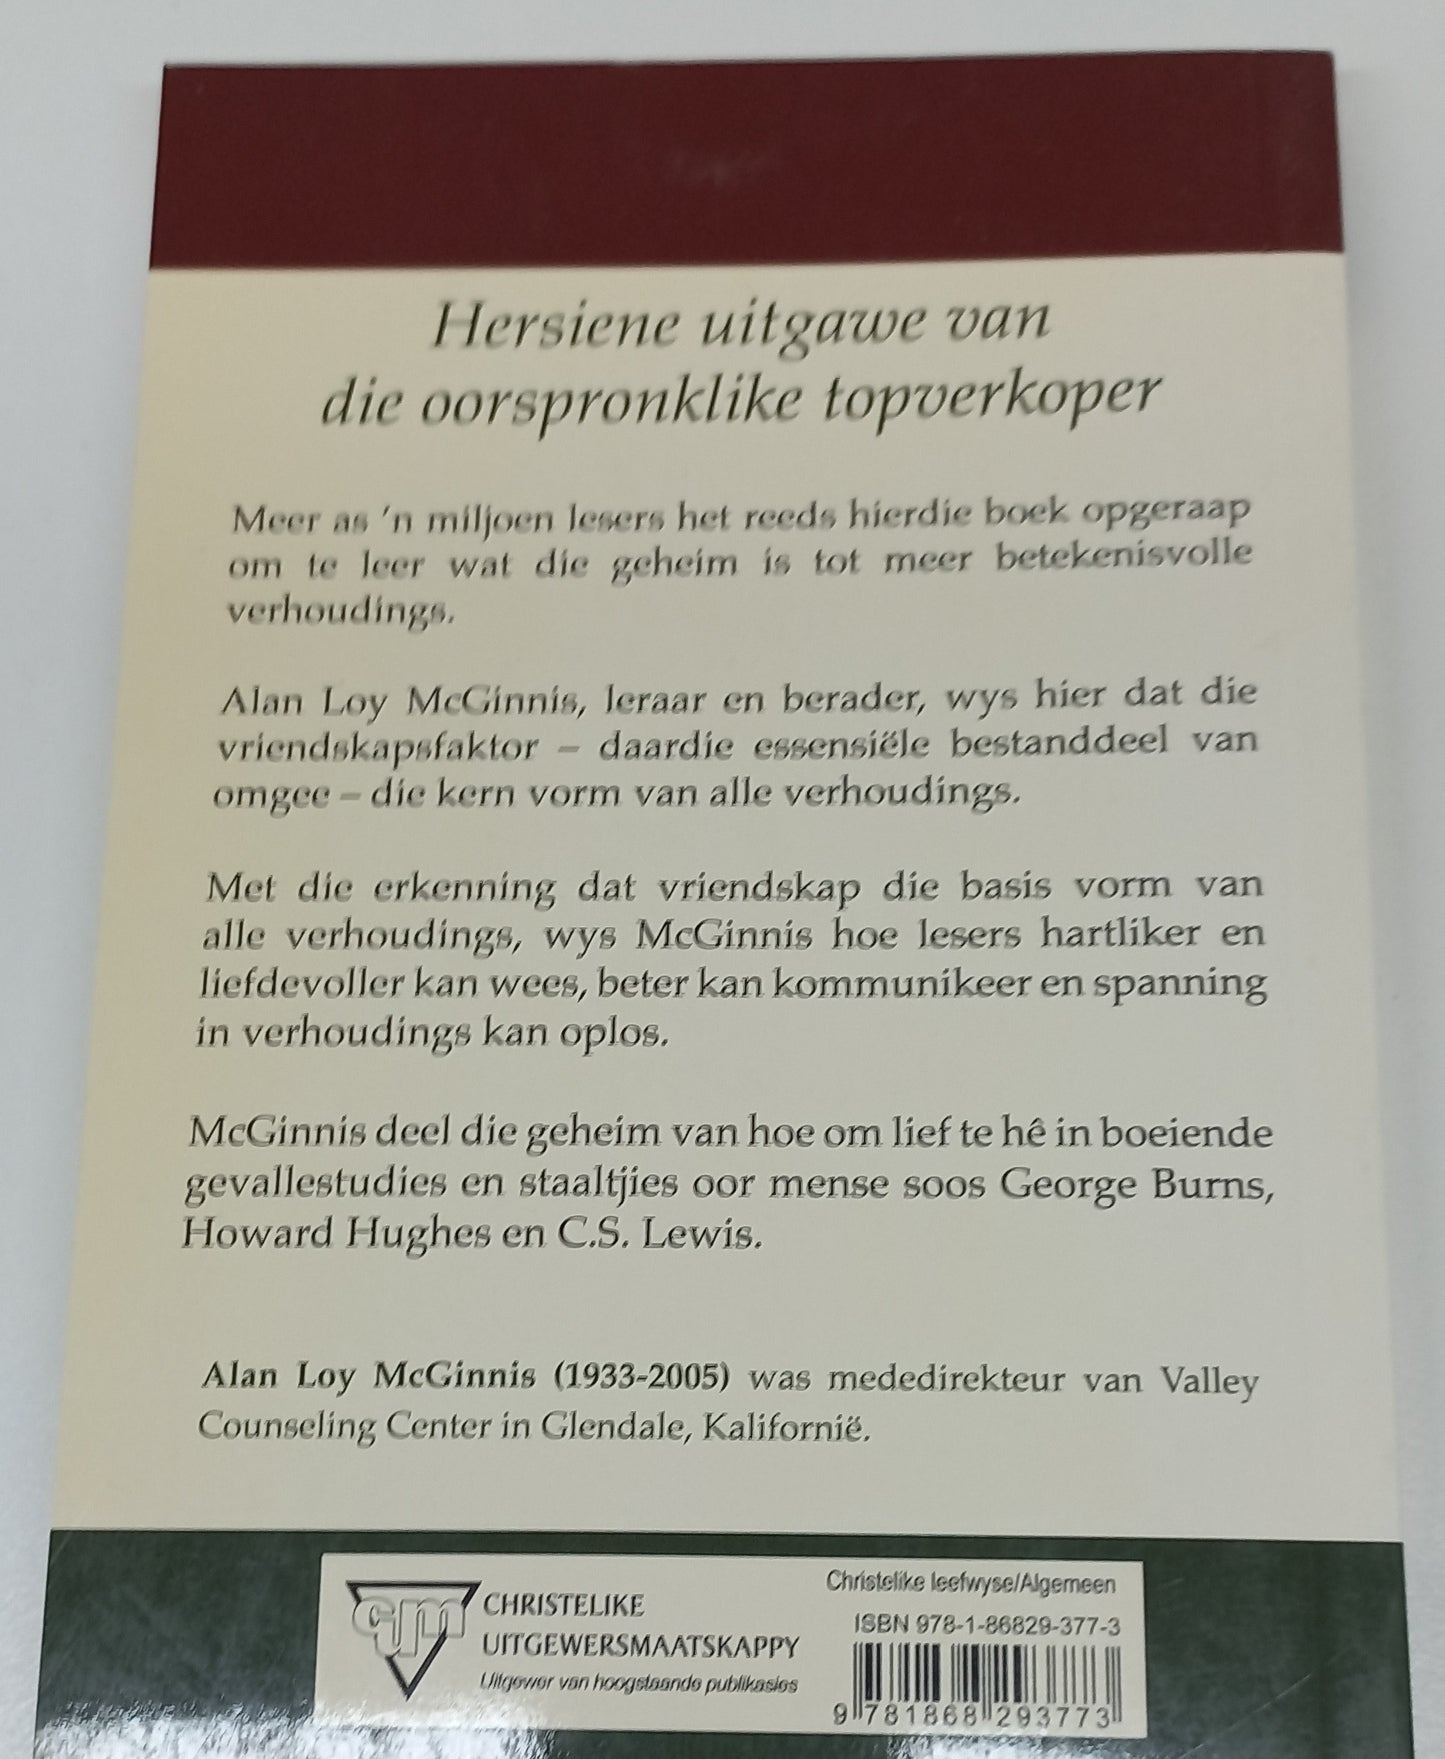 Hersiene uitgawe van
die oorspronklike topverkoper
Meer as 'n miljoen lesers het reeds hierdie boek opgeraap
om te leer wat die geheim is tot meer betekenisvolle
verhoudings.
Alan Loy McGinnis, leraar en berader, wys hier dat die
vriendskapsfaktor – daardie essensiële bestanddeel van
omgee – die kern vorm van alle verhoudings.
Met die erkenning dat vriendskap die basis vorm van
alle verhoudings, wys McGinnis hoe lesers hartliker en
liefdevoller kan wees, beter kan kommunikeer en spanning
in verhoudings kan oplos.
McGinnis deel die geheim van hoe om lief te hê in boeiende
gevallestudies en staaltjies oor mense soos George Burns,
Howard Hughes en C.S. Lewis.
Alan Loy McGinnis (1933-2005) was mededirekteur van Valley
Counseling Center in Glendale, Kalifornië.
cum
CHRISTELIKE
UITGEWERSMAATSKAPPY
Uitgewer van hoogstaande publikasies
Christelike leefwyse/Algemeen
ISBN 978-1-86829-377-3
9 781868 293773